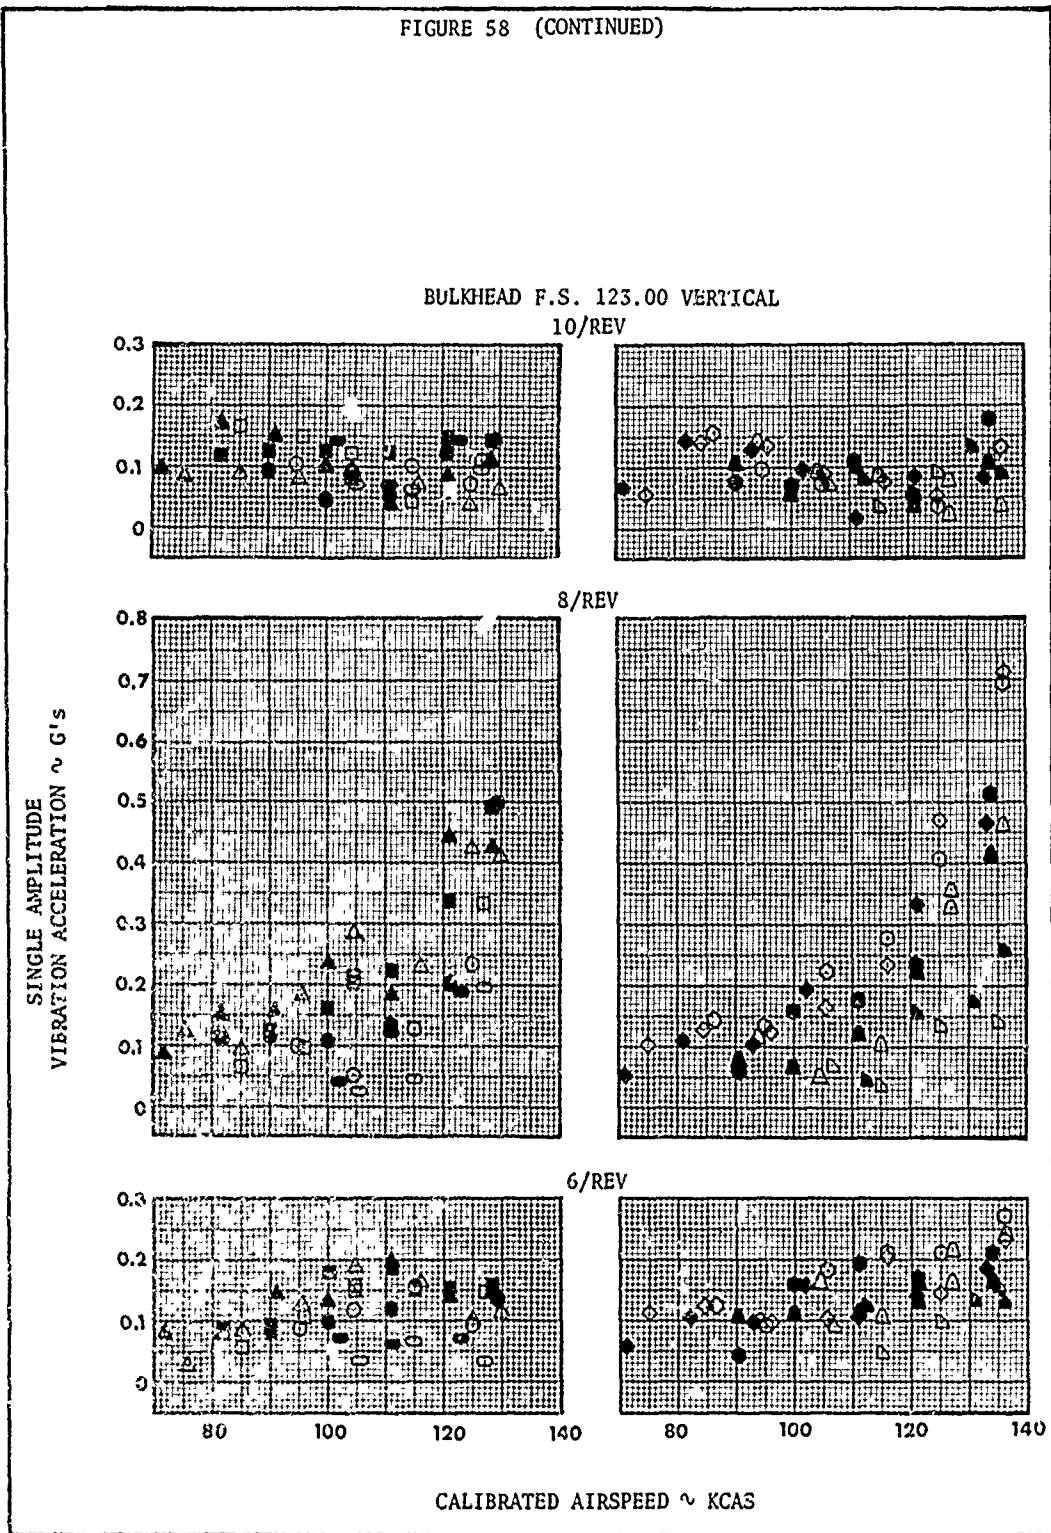 FIGURE 58 (CONTINUED)
BULKHEAD F.S. 123.00 VERTICAL
10/REV
0.3
0.2
0.1
0
8/REV
0.8
0.7
0.6
0.5
0.4
0.3
0.2
0.1
0
SINGLE AMPLITUDE
VIBRATION ACCELERATION ~ G's
6/REV
0.3
0.2
0.1
0
80 100 120 140 80 100 120 140
CALIBRATED AIRSPEED ~ KCAS